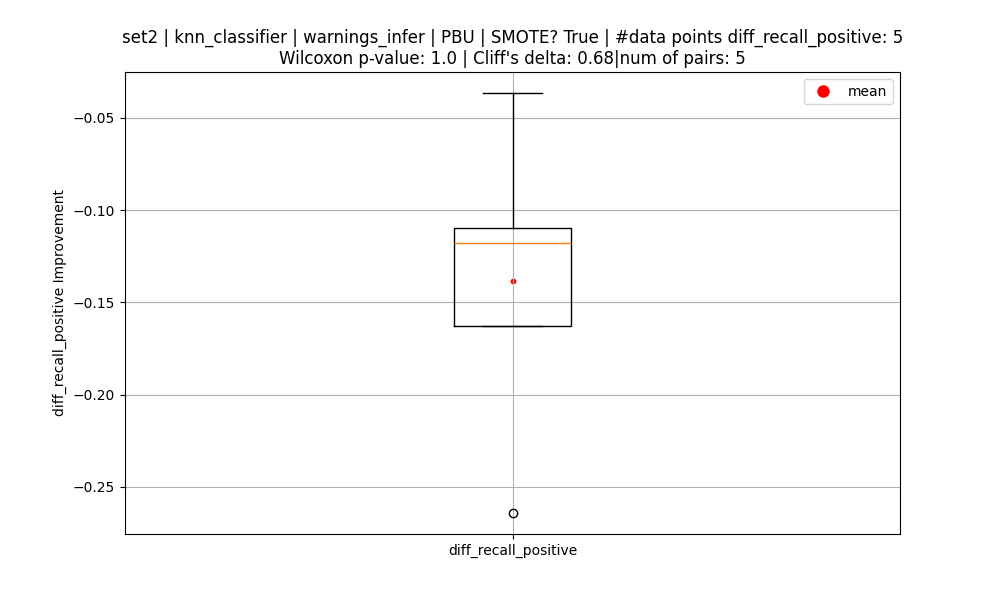 set2 | knn_classifier | warnings_infer | PBU | SMOTE? True | #data points diff_recall_positive: 5
Wilcoxon p-value: 1.0 | Cliff's delta: 0.68|num of pairs: 5
mean
−0.05
−0.10
−0.15
−0.20
−0.25
diff_recall_positive Improvement
diff_recall_positive